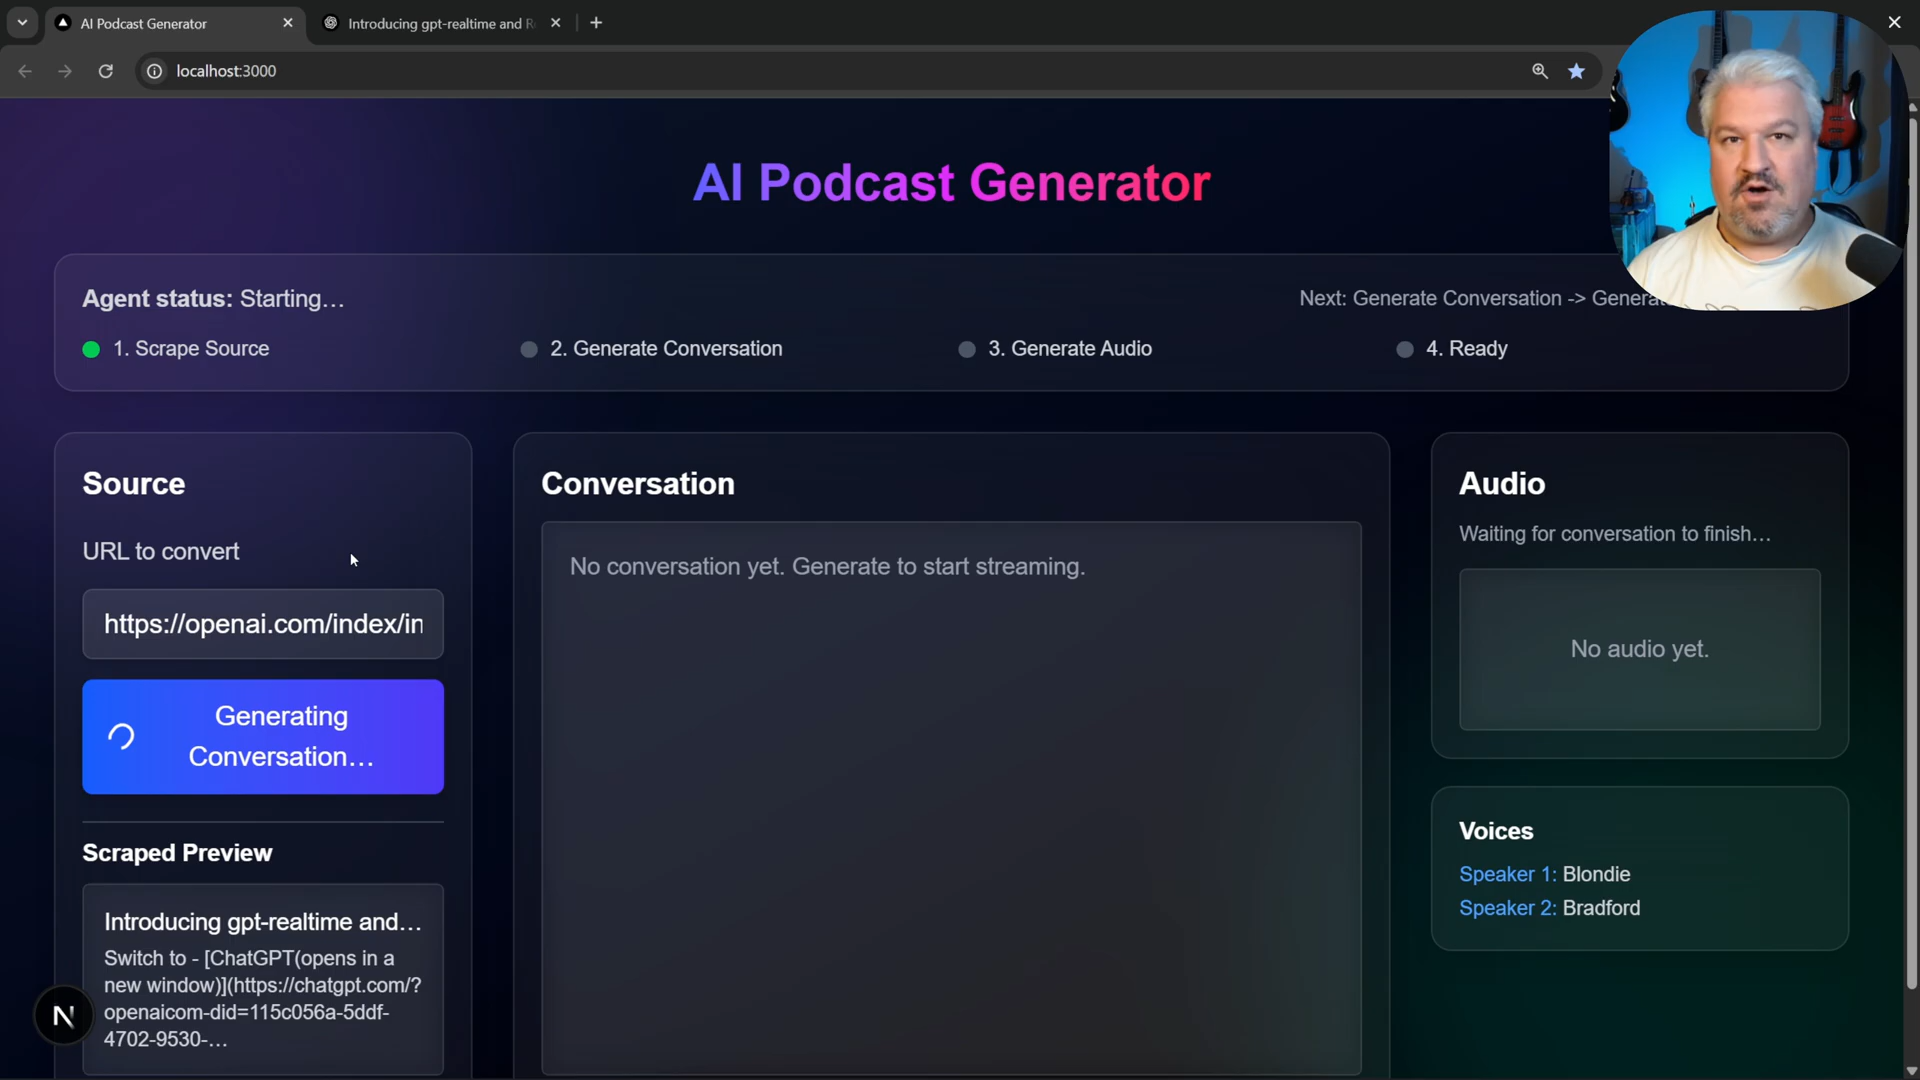 AI Podcast Generator
Introducing gpt-realtime and R
localhost:3000
AI Podcast Generator
Agent status: Starting…
Next: Generate Conversation -> Generat
1. Scrape Source
2. Generate Conversation
3. Generate Audio
4. Ready
Source
URL to convert
https://openai.com/index/in
Generating
Conversation…
Scraped Preview
Introducing gpt-realtime and…
Switch to - [ChatGPT(opens in a
new window)](https://chatgpt.com/?
openaicom-did=115c056a-5ddf-
4702-9530-…
N
Conversation
No conversation yet. Generate to start streaming.
Audio
Waiting for conversation to finish…
No audio yet.
Voices
Speaker 1: Blondie
Speaker 2: Bradford